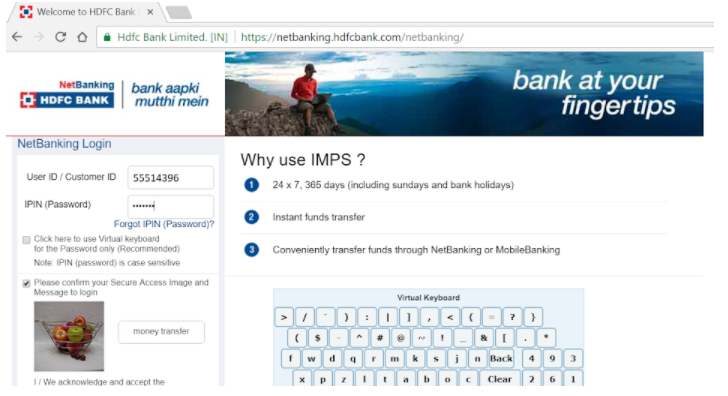 Welcome to HDFC Bank
Hdfc Bank Limited. [IN] | https://netbanking.hdfcbank.com/netbanking/
NetBanking
HDFC BANK
bank aapki
mutthi mein
bank at your
fingertips
NetBanking Login
User ID / Customer ID 55514396
IPIN (Password) •••••••
Forgot IPIN (Password)?
Click here to use Virtual keyboard
for the Password only (Recommended)
Note: IPIN (password) is case sensitive
Please confirm your Secure Access Image and
Message to login
money transfer
I / We acknowledge and accept the
Why use IMPS ?
1 24 x 7, 365 days (including sundays and bank holidays)
2 Instant funds transfer
3 Conveniently transfer funds through NetBanking or MobileBanking
Virtual Keyboard
> / ` ) : | ] , < { = ? }
( $ - ^ # @ ~ ! _ & [ . *
f w d q r m k s j n Back 4 9 3
x p z l t a b o c Clear 2 6 1